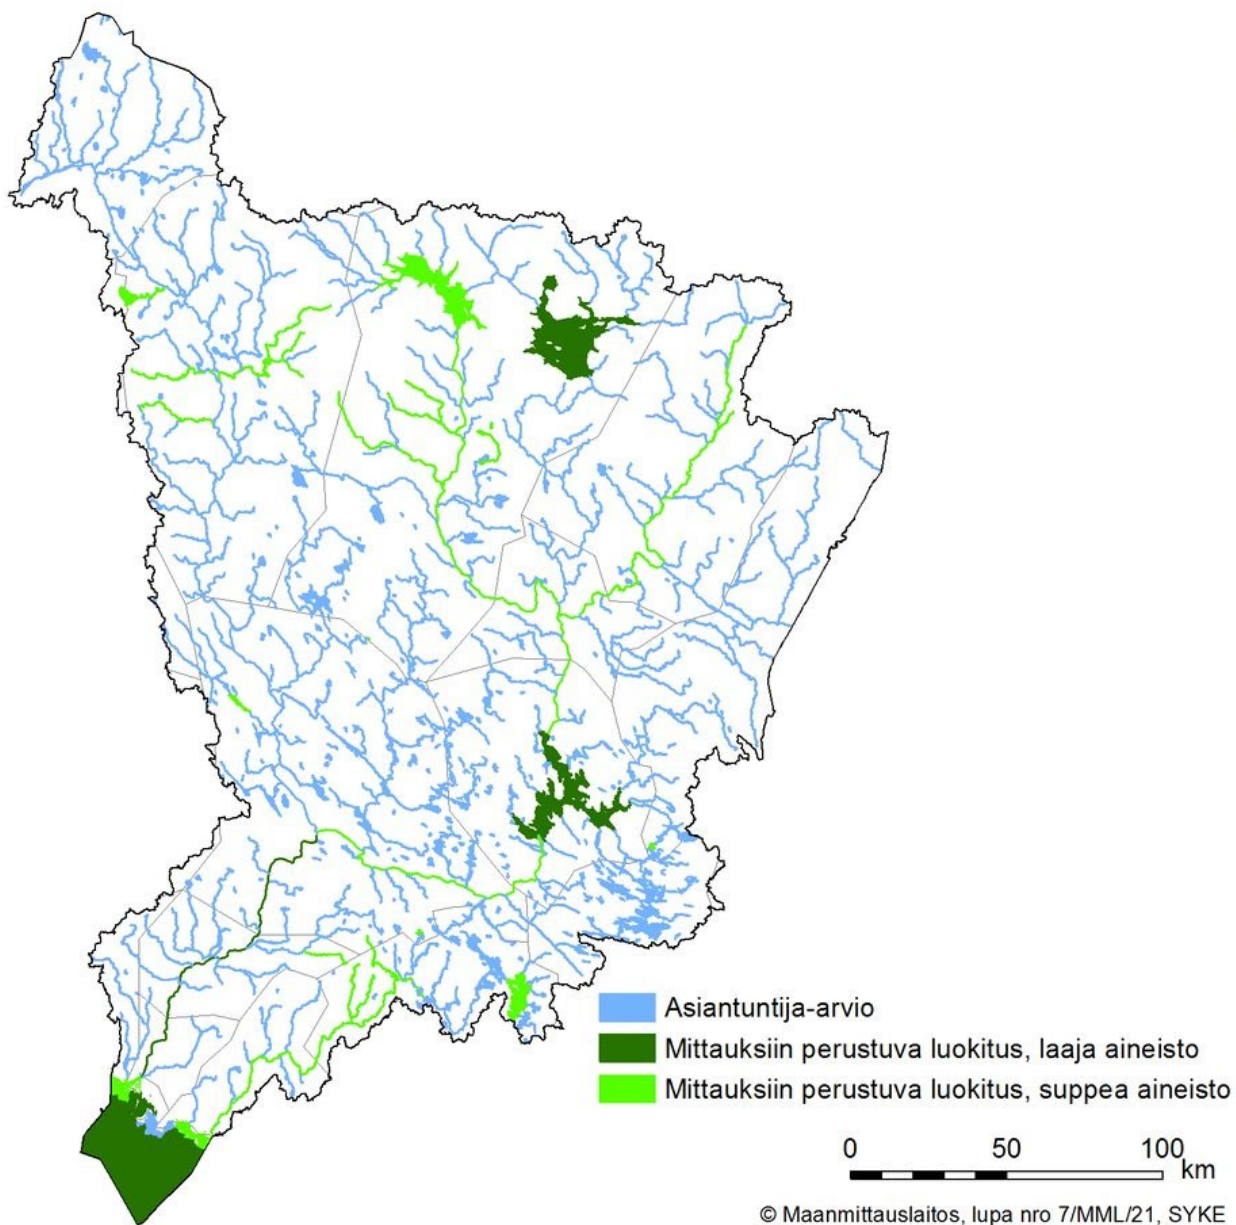 Asiantuntija-arvio
Mittauksiin perustuva luokitus, laaja aineisto
Mittauksiin perustuva luokitus, suppea aineisto
0 50 100
km
© Maanmittauslaitos, lupa nro 7/MML/21, SYKE